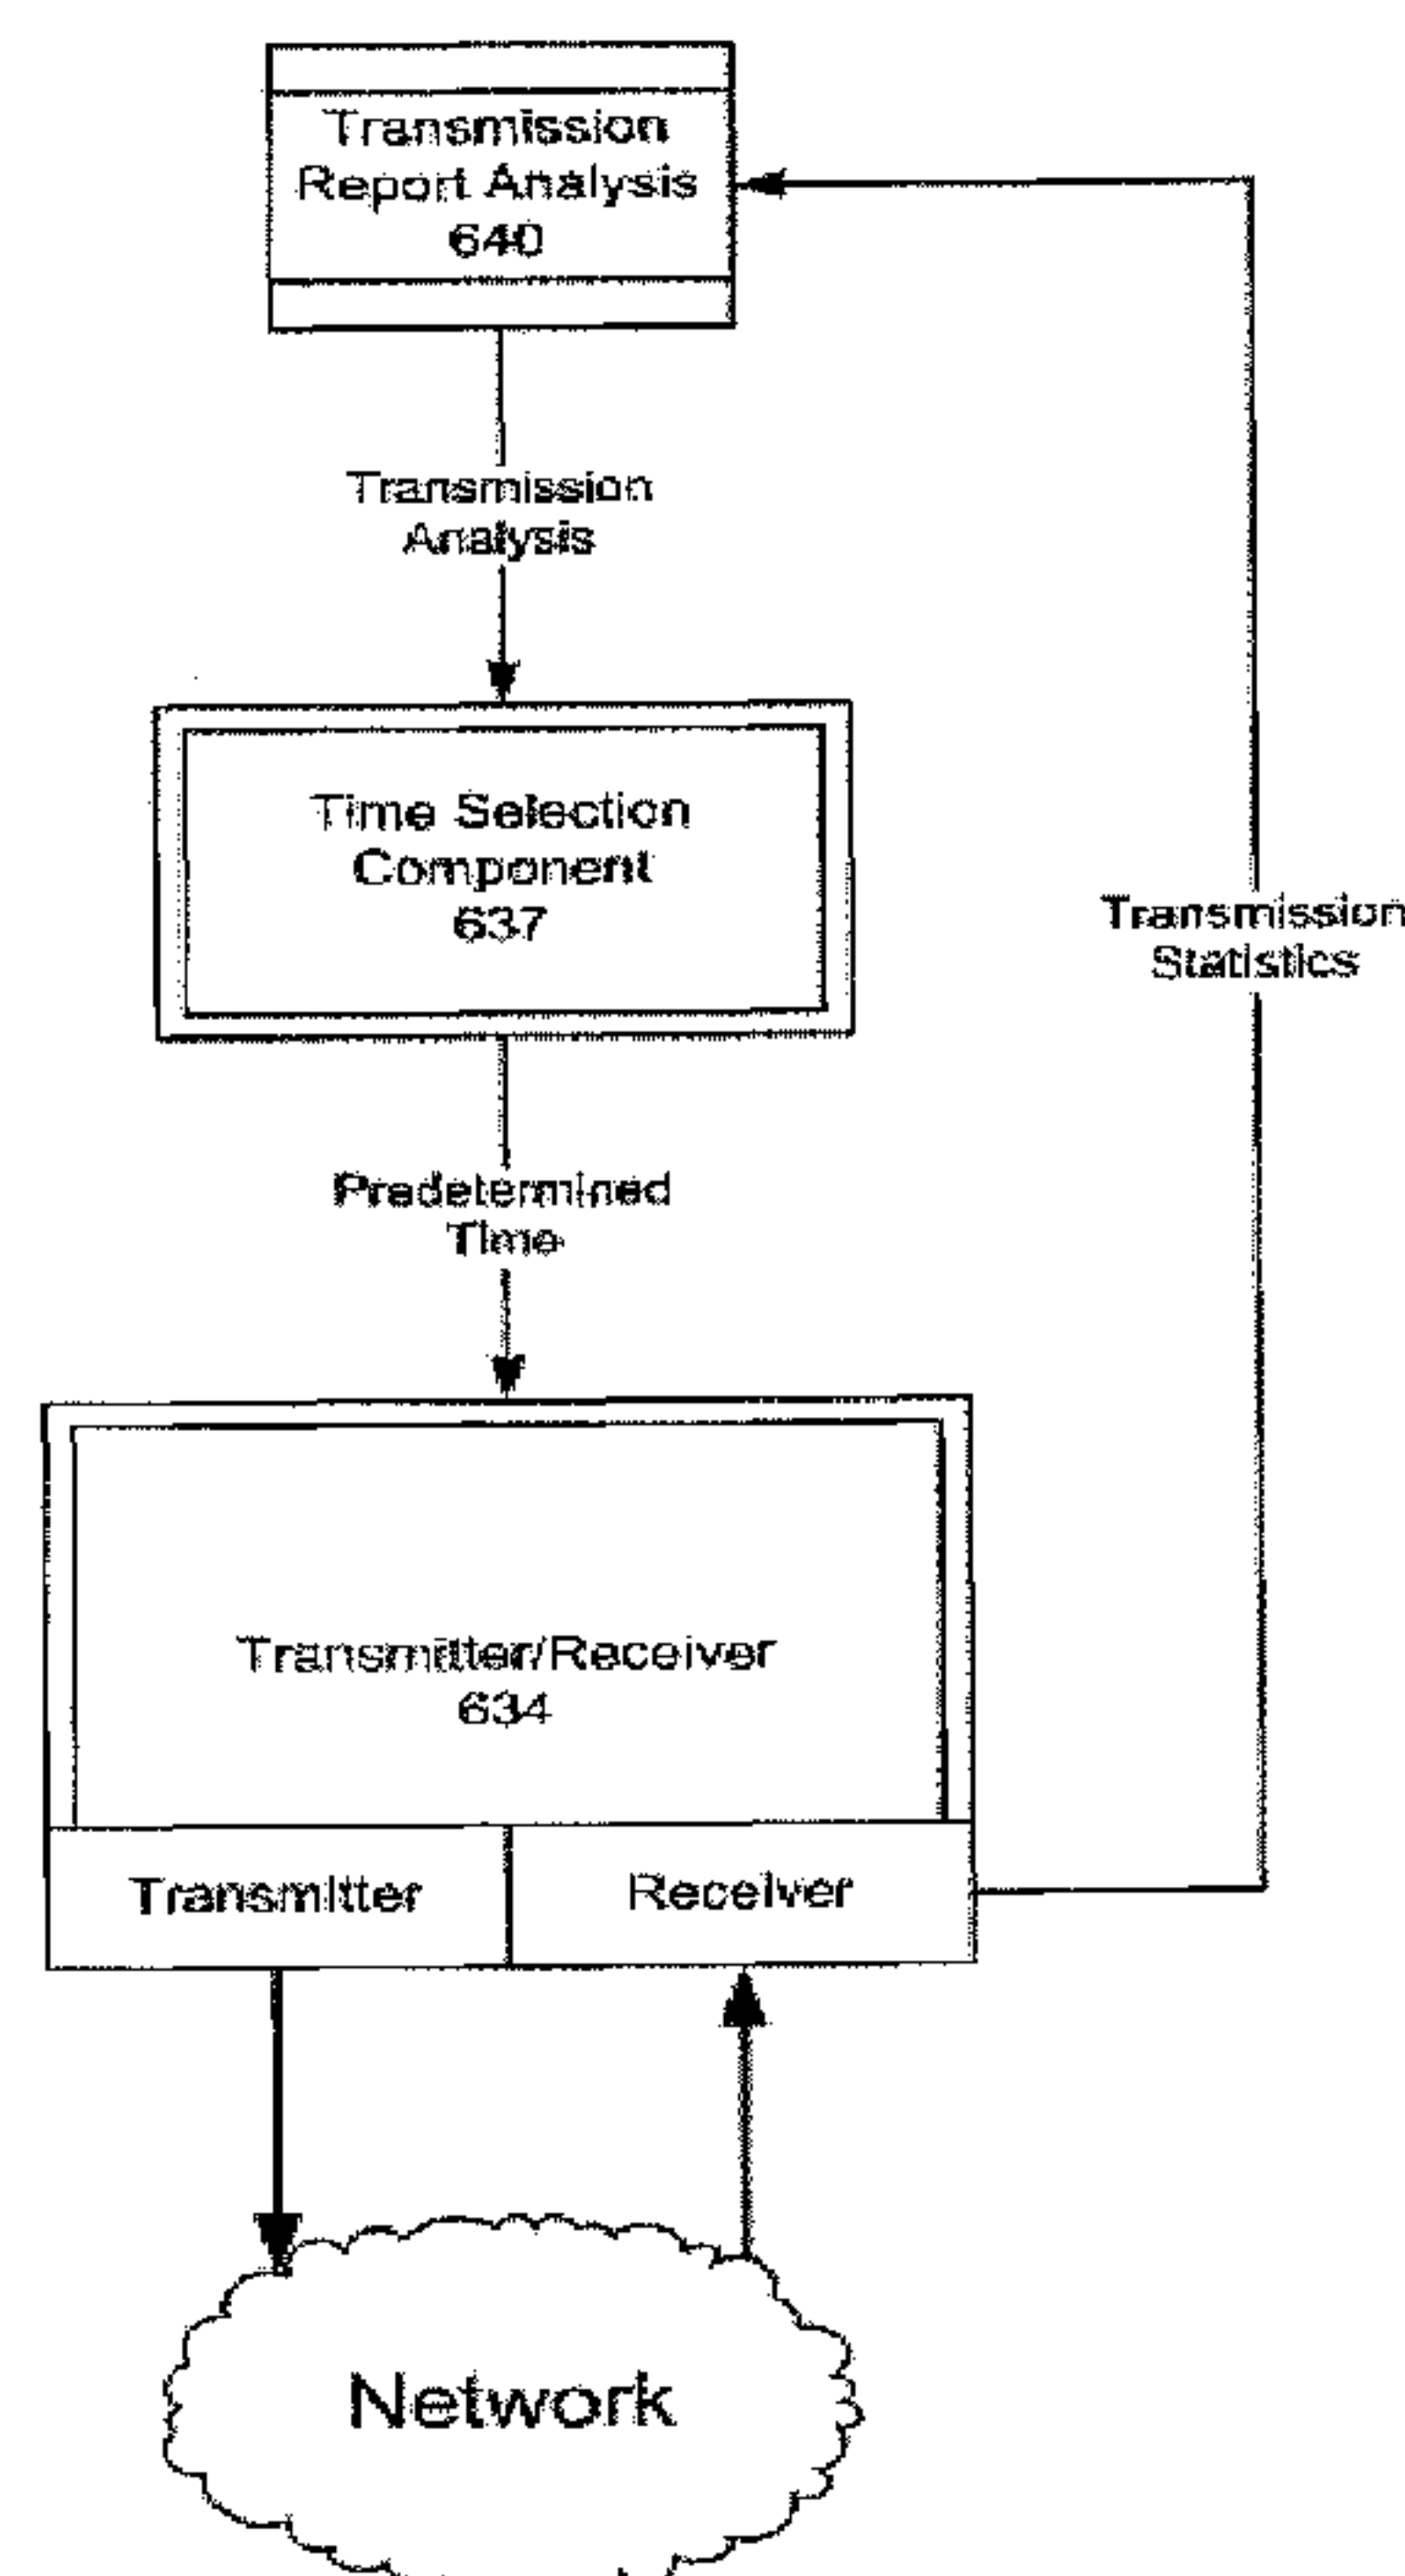 Transmission
Report Analysis
640
Transmission
Analysis
Time Selection
Component
637
Transmission
Statistics
Predetermined
Time
Transmitter/Receiver
634
Transmitter
Receiver
Network